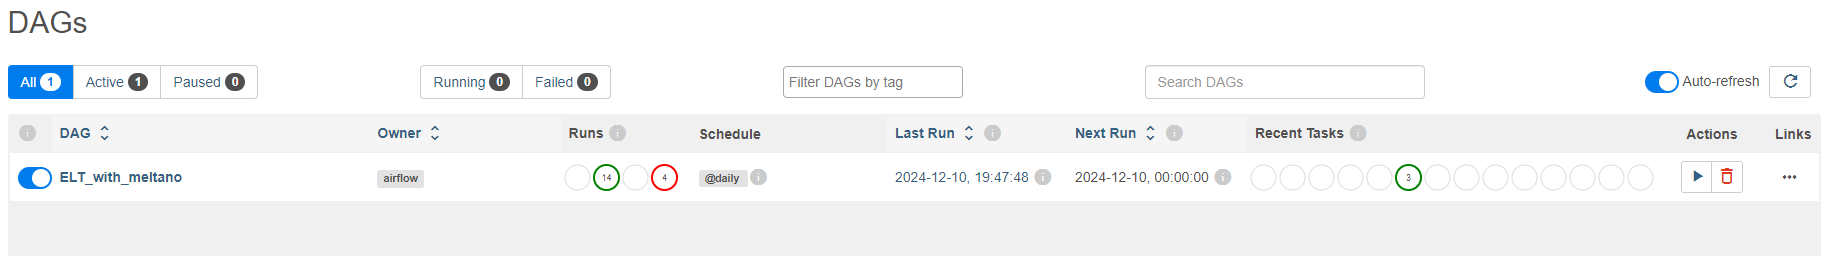 DAGs
All 1 Active 1 Paused 0 Running 0 Failed 0 Filter DAGs by tag Search DAGs Auto-refresh
DAG Owner Runs Schedule Last Run Next Run Recent Tasks Actions Links
ELT_with_meltano airflow 14 4 @daily 2024-12-10, 19:47:48 2024-12-10, 00:00:00 3